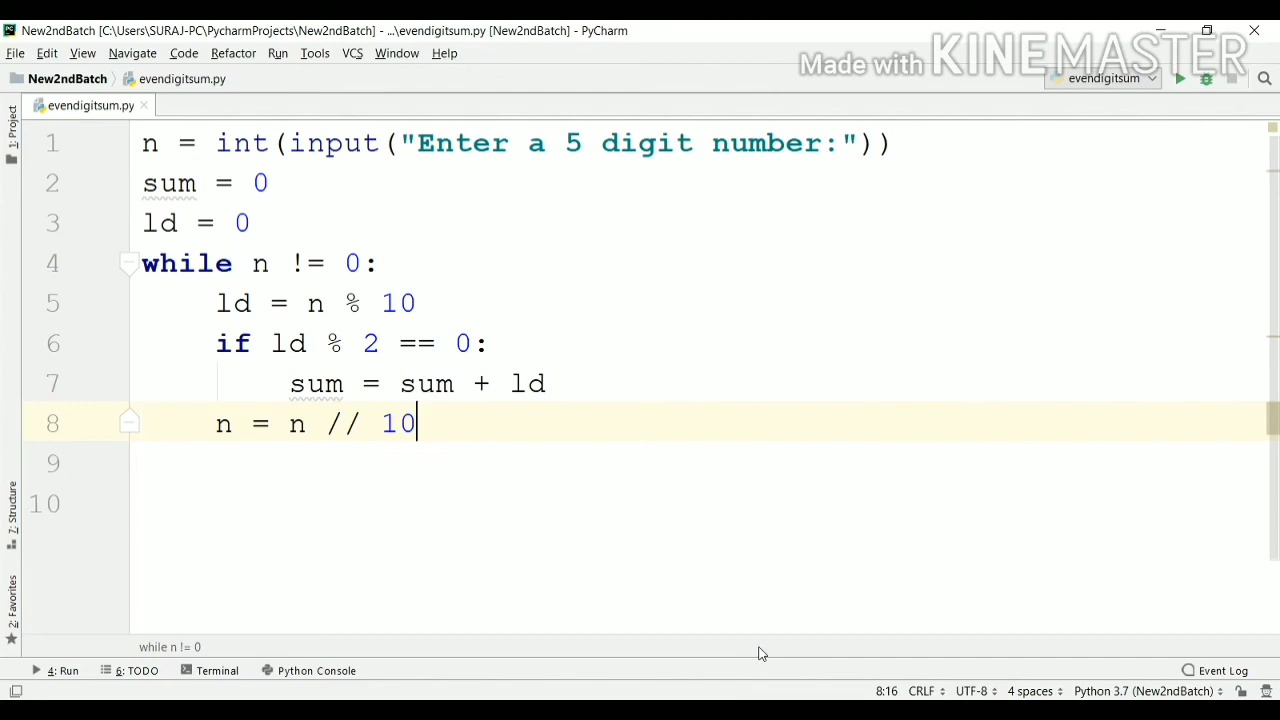 New2ndBatch [C:\Users\SURAJ-PC\PycharmProjects\New2ndBatch] - ...\evendigitsum.py [New2ndBatch] - PyCharm
File Edit View Navigate Code Refactor Run Tools VCS Window Help
Made with KINEMASTER
New2ndBatch evendigitsum.py evendigitsum
evendigitsum.py
1: Project
1 n = int(input("Enter a 5 digit number:"))
2 sum = 0
3 ld = 0
4 while n != 0:
5 ld = n % 10
6 if ld % 2 == 0:
7 sum = sum + ld
8 n = n // 10
9
10
7: Structure
2: Favorites
while n != 0
4: Run 6: TODO Terminal Python Console Event Log
8:16 CRLF UTF-8 4 spaces Python 3.7 (New2ndBatch)